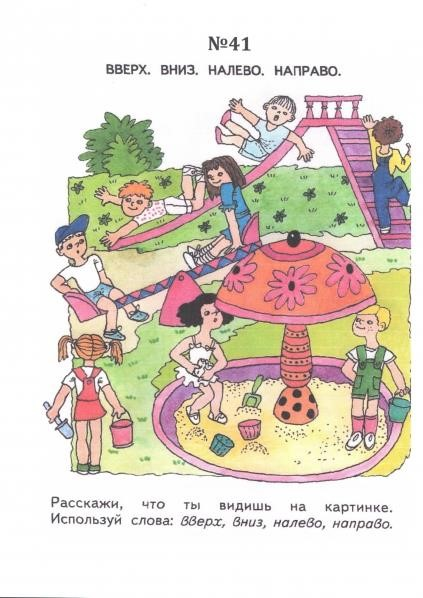 №41
ВВЕРХ. ВНИЗ. НАЛЕВО. НАПРАВО.
Расскажи, что ты видишь на картинке.
Используй слова: вверх, вниз, налево, направо.